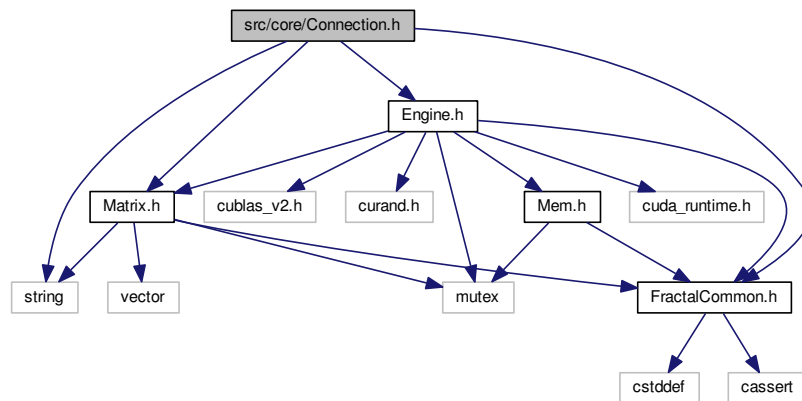 src/core/Connection.h
Engine.h
Matrix.h
cublas_v2.h
curand.h
Mem.h
cuda_runtime.h
string
vector
mutex
FractalCommon.h
cstddef
cassert